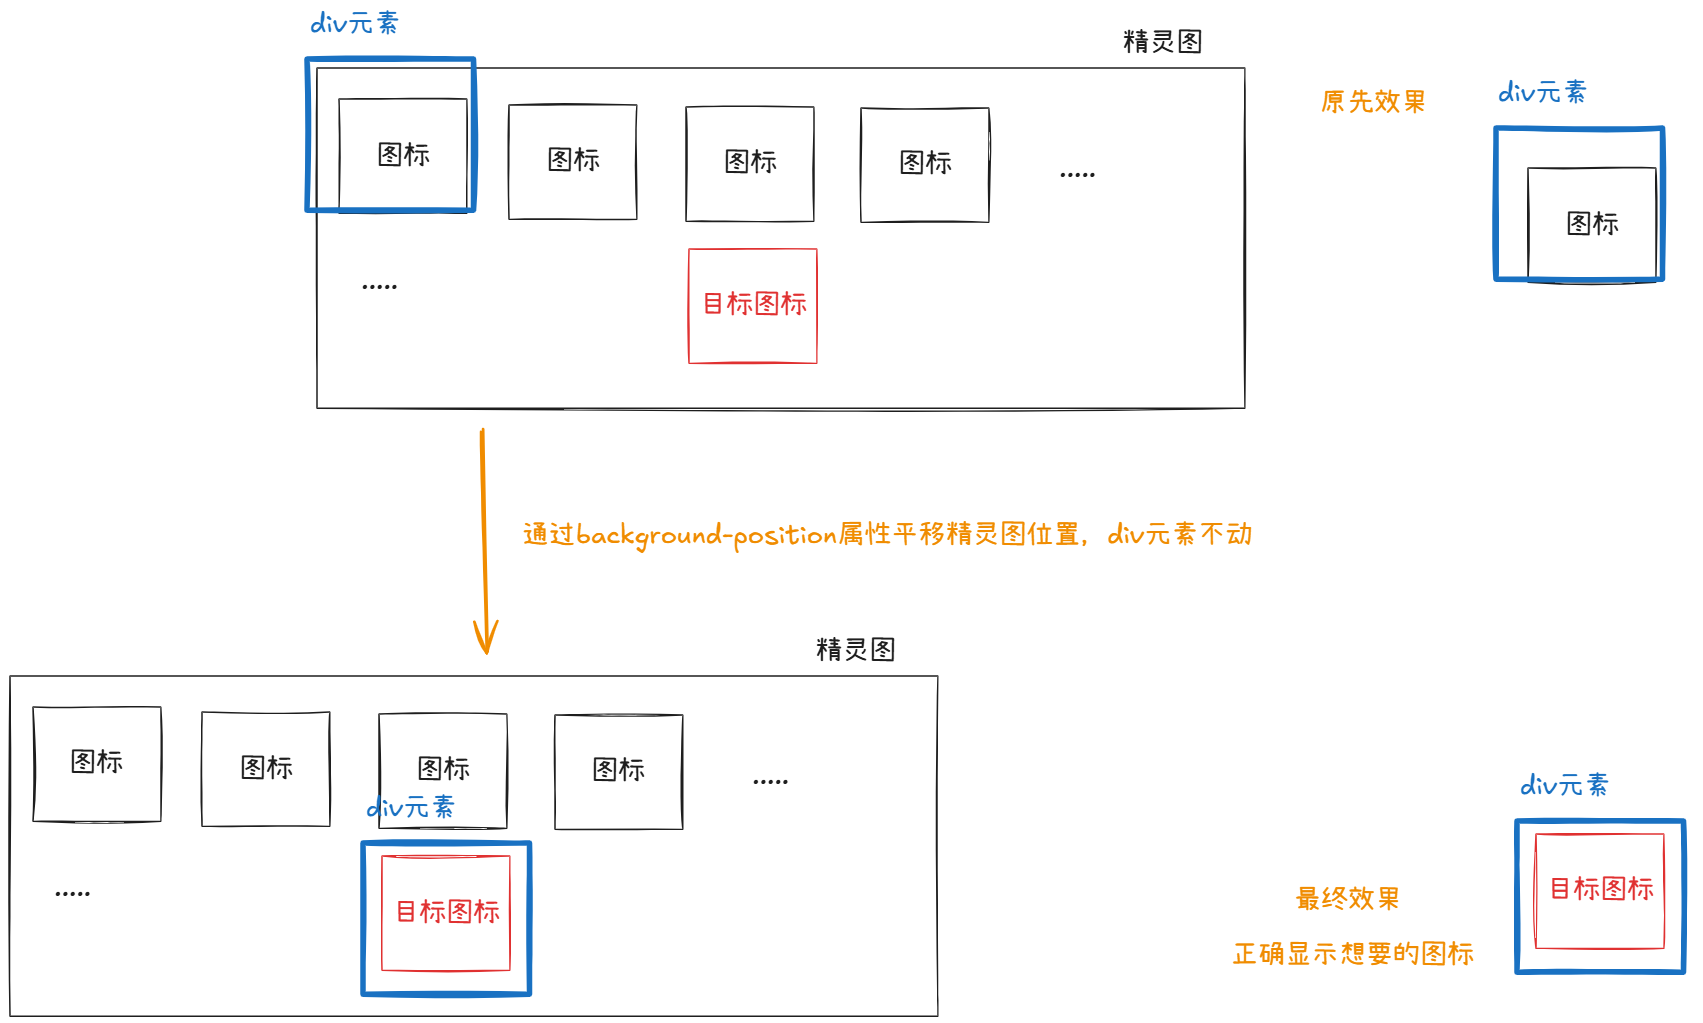 div元素
精灵图
原先效果
div元素
图标
图标
图标
图标
.....
图标
.....
目标图标
通过background-position属性平移精灵图位置，div元素不动
精灵图
图标
图标
图标
图标
.....
div元素
.....
目标图标
div元素
目标图标
最终效果
正确显示想要的图标